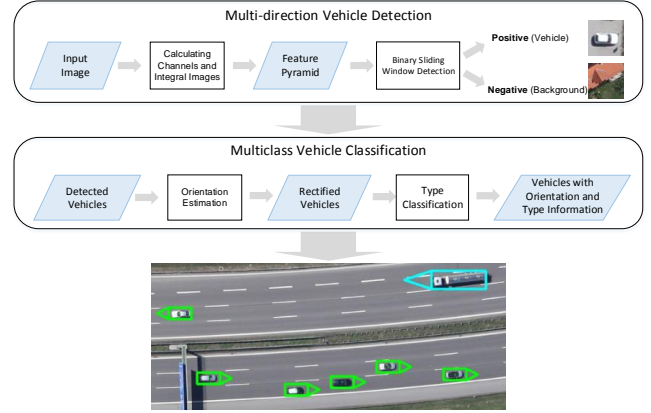 Multi-direction Vehicle Detection
Input
Image
Calculating
Channels and
Integral Images
Feature
Pyramid
Binary Sliding
Window Detection
Positive (Vehicle)
Negative (Background)
Multiclass Vehicle Classification
Detected
Vehicles
Orientation
Estimation
Rectified
Vehicles
Type
Classification
Vehicles with
Orientation and
Type Information